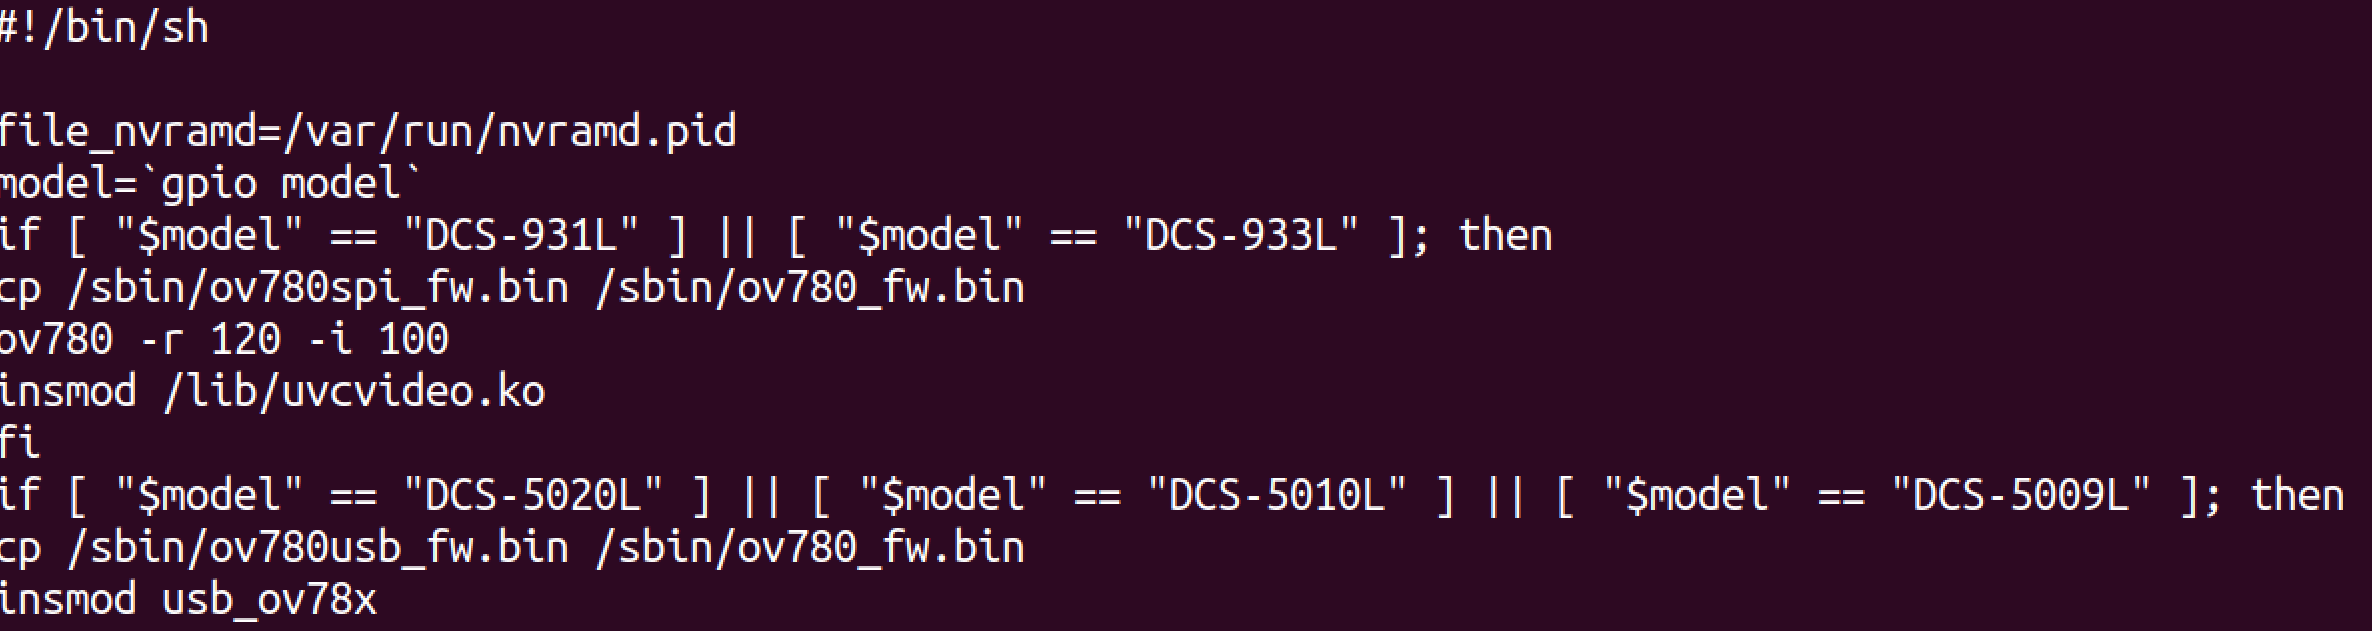 #!/bin/sh
file_nvramd=/var/run/nvramd.pid
model=`gpio model`
if [ "$model" == "DCS-931L" ] || [ "$model" == "DCS-933L" ]; then
cp /sbin/ov780spi_fw.bin /sbin/ov780_fw.bin
ov780 -r 120 -i 100
insmod /lib/uvcvideo.ko
fi
if [ "$model" == "DCS-5020L" ] || [ "$model" == "DCS-5010L" ] || [ "$model" == "DCS-5009L" ]; then
cp /sbin/ov780usb_fw.bin /sbin/ov780_fw.bin
insmod usb_ov78x